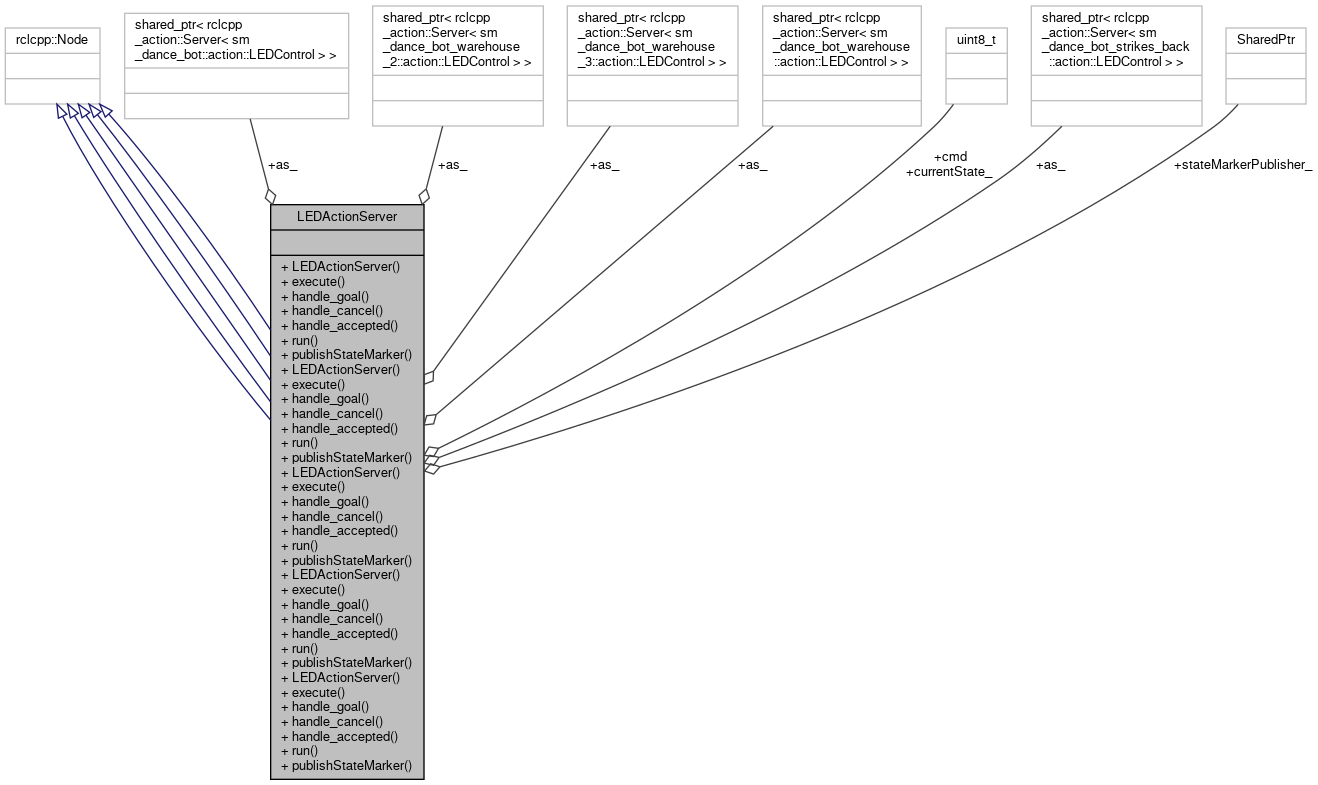 rclcpp::Node
shared_ptr< rclcpp
_action::Server< sm
_dance_bot::action::LEDControl > >
shared_ptr< rclcpp
_action::Server< sm
_dance_bot_warehouse
_2::action::LEDControl > >
shared_ptr< rclcpp
_action::Server< sm
_dance_bot_warehouse
_3::action::LEDControl > >
shared_ptr< rclcpp
_action::Server< sm
_dance_bot_warehouse
::action::LEDControl > >
uint8_t
shared_ptr< rclcpp
_action::Server< sm
_dance_bot_strikes_back
::action::LEDControl > >
SharedPtr
+as_
+as_
+as_
+as_
+cmd
+currentState_
+as_
+stateMarkerPublisher_
LEDActionServer
+ LEDActionServer()
+ execute()
+ handle_goal()
+ handle_cancel()
+ handle_accepted()
+ run()
+ publishStateMarker()
+ LEDActionServer()
+ execute()
+ handle_goal()
+ handle_cancel()
+ handle_accepted()
+ run()
+ publishStateMarker()
+ LEDActionServer()
+ execute()
+ handle_goal()
+ handle_cancel()
+ handle_accepted()
+ run()
+ publishStateMarker()
+ LEDActionServer()
+ execute()
+ handle_goal()
+ handle_cancel()
+ handle_accepted()
+ run()
+ publishStateMarker()
+ LEDActionServer()
+ execute()
+ handle_goal()
+ handle_cancel()
+ handle_accepted()
+ run()
+ publishStateMarker()